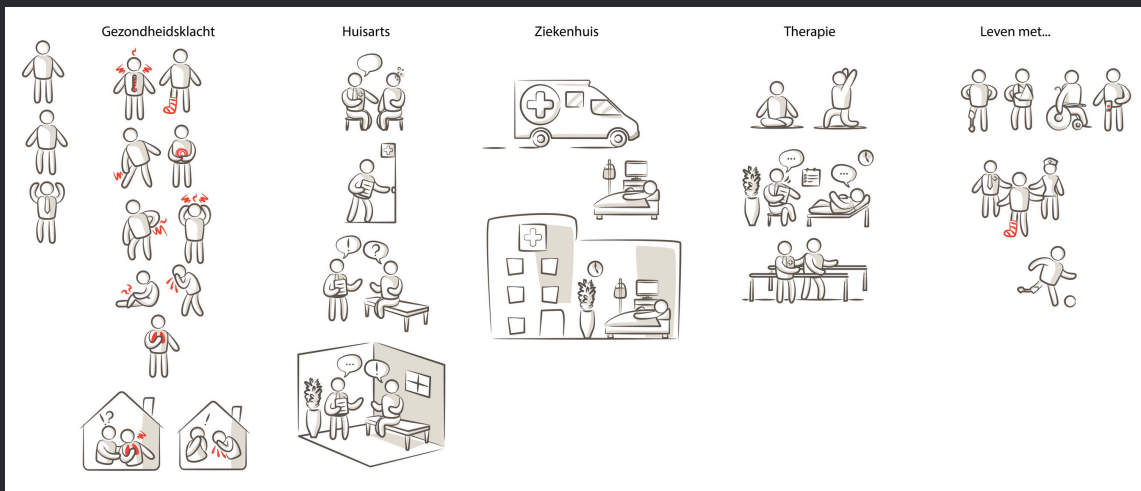 Gezondheidsklacht
Huisarts
Ziekenhuis
Therapie
Leven met...
!?
!
!
?
...
!
...
...